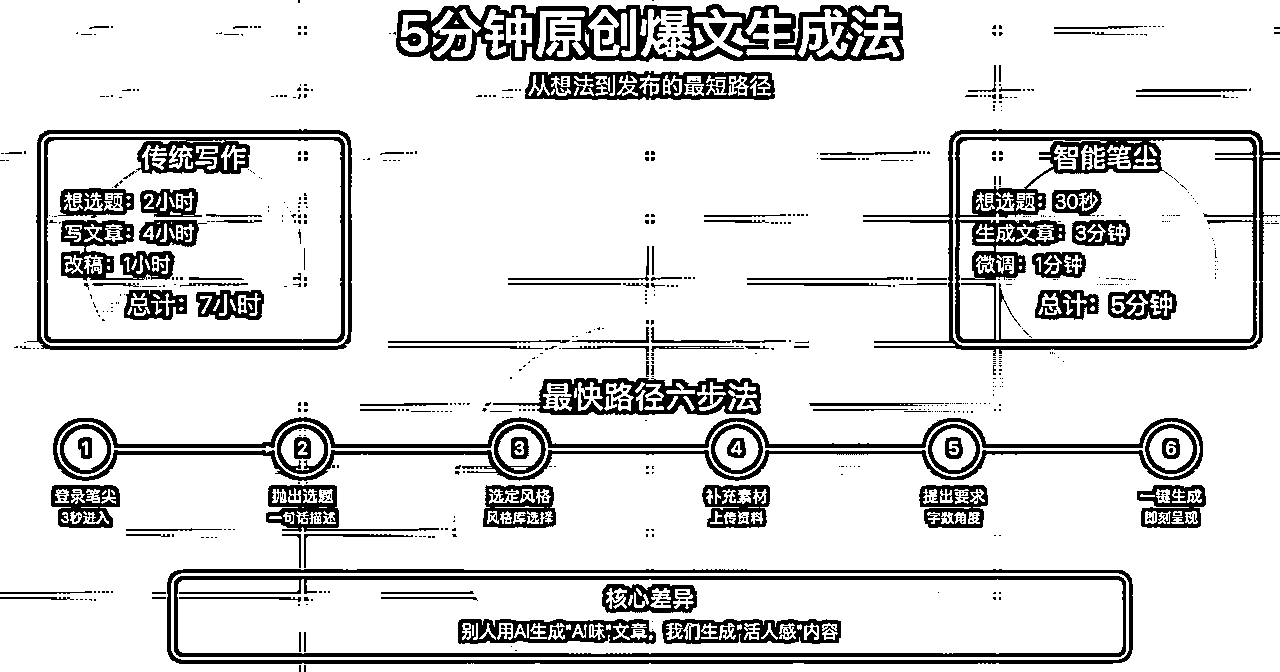 5分钟原创爆文生成法
从想法到发布的最短路径
传统写作
想选题：2小时
写文章：4小时
改稿：1小时
总计：7小时
智能笔尘
想选题：30秒
生成文章：3分钟
微调：1分钟
总计：5分钟
最快路径六步法
1
2
3
4
5
6
登录笔尖
抛出选题
选定风格
补充素材
提出要求
一键生成
3秒进入
一句话描述
风格库选择
上传资料
字数角度
即刻呈现
核心差异
别人用AI生成"AI味"文章，我们生成"活人感"内容